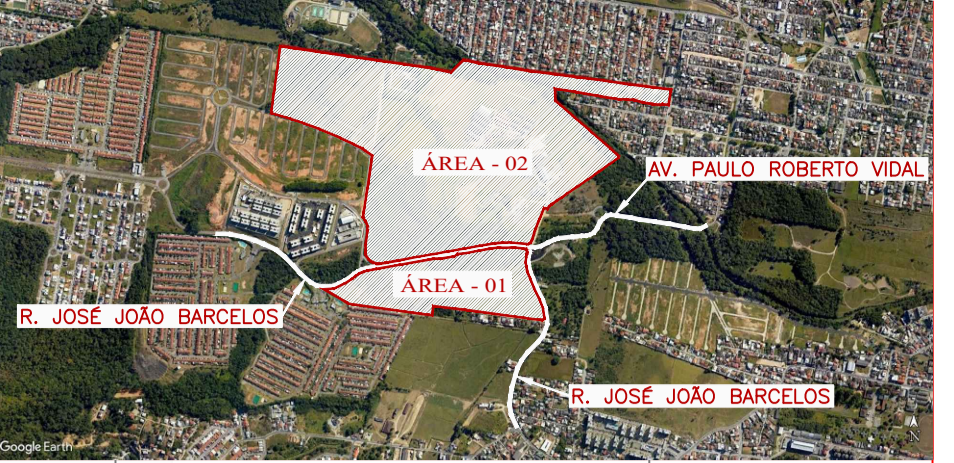 ÁREA - 02
AV. PAULO ROBERTO VIDAL
ÁREA - 01
R. JOSÉ JOÃO BARCELOS
R. JOSÉ JOÃO BARCELOS
Google Earth
N